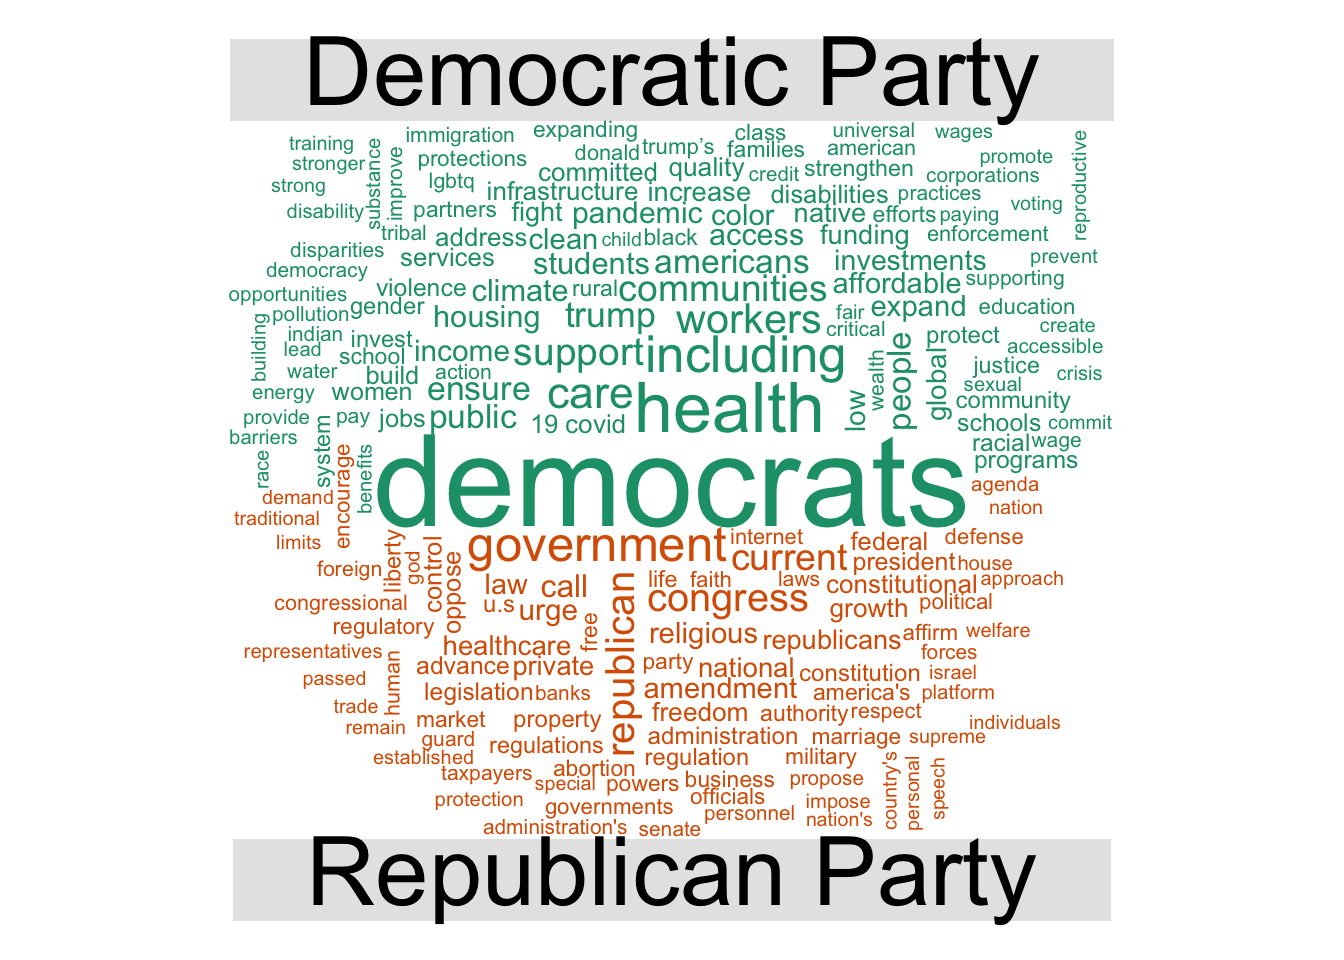 Democratic Party
training immigration expanding class universal wages
stronger substance improve protections donald trump's families american promote reproductive
strong lgbtq committed quality credit strengthen corporations
disability partners infrastructure increase disabilities practices voting
tribal fight pandemic color native efforts paying
disparities address clean child black access funding enforcement
democracy services students americans investments prevent
opportunities violence climate rural communities affordable supporting
pollution gender housing trump workers fair expand education
building indian invest critical protect create
lead school income support including people global accessible
water build action wealth justice crisis
energy women ensure care health low sexual community
provide pay jobs public 19 covid schools commit
barriers system racial wage
race benefits democrats programs
demand encourage agenda
traditional nation
limits government internet federal defense
foreign liberty god control oppose current president house
law call life faith laws constitutional approach
congressional u.s urge republican congress growth political
regulatory free religious republicans affirm welfare
representatives healthcare forces
passed human advance private party national constitution israel
legislation banks amendment america's platform
trade market property freedom authority respect individuals
remain guard regulations administration marriage supreme
established abortion regulation military
taxpayers special powers business propose country's personal speech
protection governments officials personnel impose
administration's senate nation's
Republican Party